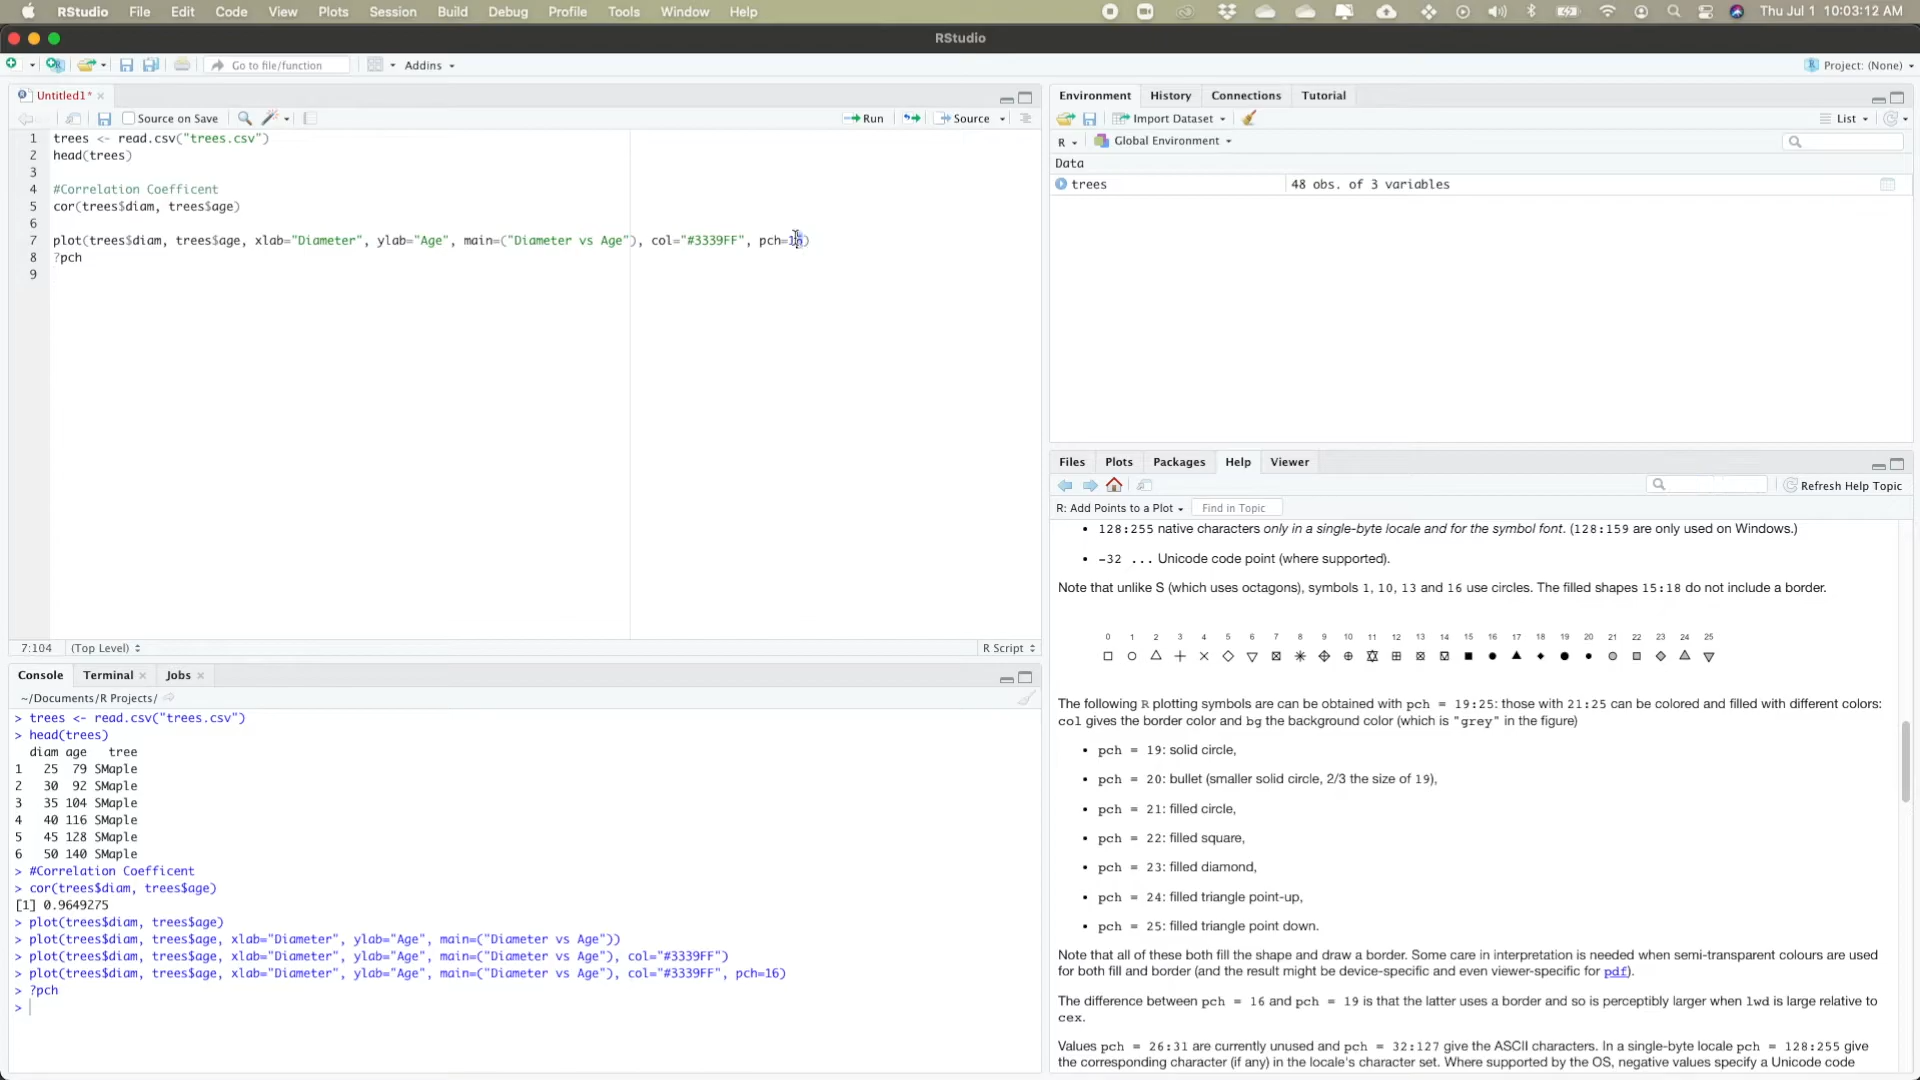 RStudio File Edit Code View Plots Session Build Debug Profile Tools Window Help Thu Jul 1 10:03:12 AM
RStudio
Go to file/function Addins Project: (None)
Untitled1*
Source on Save Run Source
1 trees <- read.csv("trees.csv")
2 head(trees)
3
4 #Correlation Coefficent
5 cor(trees$diam, trees$age)
6
7 plot(trees$diam, trees$age, xlab="Diameter", ylab="Age", main=("Diameter vs Age"), col="#3339FF", pch=1)
8 ?pch
9
7:104 (Top Level) R Script
Console Terminal Jobs
~/Documents/R Projects/
> trees <- read.csv("trees.csv")
> head(trees)
diam age tree
1 25 79 SMaple
2 30 92 SMaple
3 35 104 SMaple
4 40 116 SMaple
5 45 128 SMaple
6 50 140 SMaple
> #Correlation Coefficent
> cor(trees$diam, trees$age)
[1] 0.9649275
> plot(trees$diam, trees$age)
> plot(trees$diam, trees$age, xlab="Diameter", ylab="Age", main=("Diameter vs Age"))
> plot(trees$diam, trees$age, xlab="Diameter", ylab="Age", main=("Diameter vs Age"), col="#3339FF")
> plot(trees$diam, trees$age, xlab="Diameter", ylab="Age", main=("Diameter vs Age"), col="#3339FF", pch=16)
> ?pch
>
Environment History Connections Tutorial
Import Dataset List
R Global Environment
Data
trees 48 obs. of 3 variables
Files Plots Packages Help Viewer
Refresh Help Topic
R: Add Points to a Plot Find in Topic
• 128:255 native characters only in a single-byte locale and for the symbol font. (128:159 are only used on Windows.)
• -32 ... Unicode code point (where supported).
Note that unlike S (which uses octagons), symbols 1, 10, 13 and 16 use circles. The filled shapes 15:18 do not include a border.
0 1 2 3 4 5 6 7 8 9 10 11 12 13 14 15 16 17 18 19 20 21 22 23 24 25
The following R plotting symbols are can be obtained with pch = 19:25: those with 21:25 can be colored and filled with different colors:
col gives the border color and bg the background color (which is "grey" in the figure)
• pch = 19: solid circle,
• pch = 20: bullet (smaller solid circle, 2/3 the size of 19),
• pch = 21: filled circle,
• pch = 22: filled square,
• pch = 23: filled diamond,
• pch = 24: filled triangle point-up,
• pch = 25: filled triangle point down.
Note that all of these both fill the shape and draw a border. Some care in interpretation is needed when semi-transparent colours are used
for both fill and border (and the result might be device-specific and even viewer-specific for pdf).
The difference between pch = 16 and pch = 19 is that the latter uses a border and so is perceptibly larger when lwd is large relative to
cex.
Values pch = 26:31 are currently unused and pch = 32:127 give the ASCII characters. In a single-byte locale pch = 128:255 give
the corresponding character (if any) in the locale's character set. Where supported by the OS, negative values specify a Unicode code